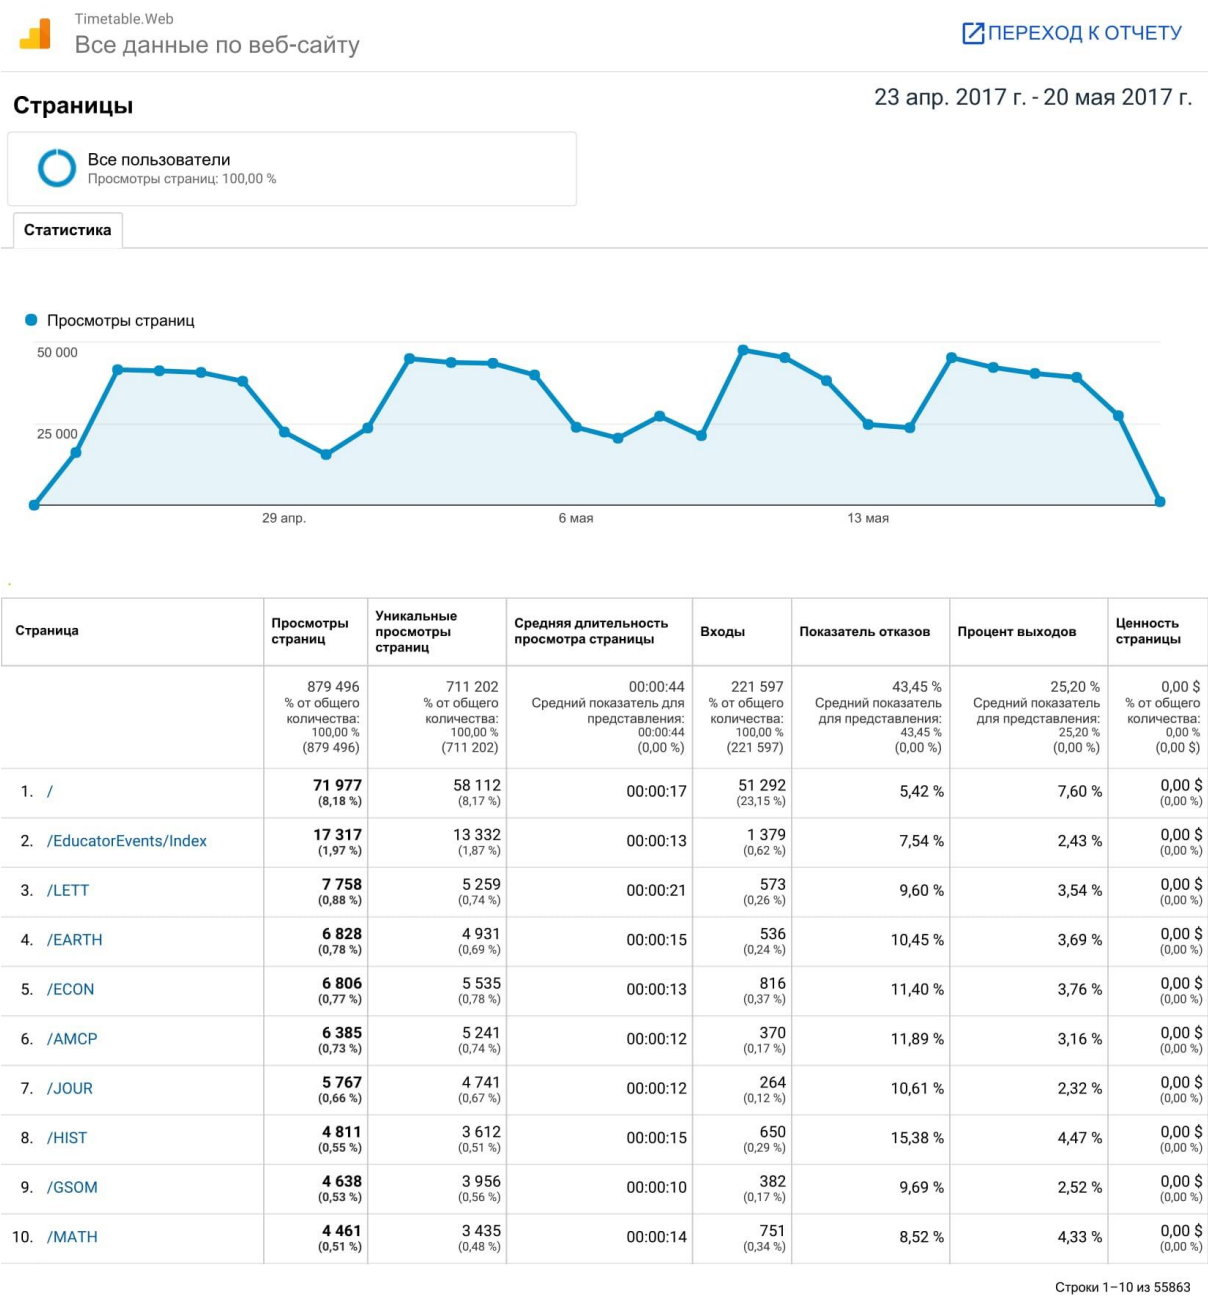 Timetable.Web
Все данные по веб-сайту
ПЕРЕХОД К ОТЧЕТУ
Страницы
23 апр. 2017 г. - 20 мая 2017 г.
Все пользователи
Просмотры страниц: 100,00 %
Статистика
Просмотры страниц
50 000
25 000
29 апр.
6 мая
13 мая
Страница
Просмотры
страниц
Уникальные
просмотры
страниц
Средняя длительность
просмотра страницы
Входы
Показатель отказов
Процент выходов
Ценность
страницы
879 496
% от общего
количества:
100,00 %
(879 496)
711 202
% от общего
количества:
100,00 %
(711 202)
00:00:44
Средний показатель для
представления:
00:00:44
(0,00 %)
221 597
% от общего
количества:
100,00 %
(221 597)
43,45 %
Средний показатель
для представления:
43,45 %
(0,00 %)
25,20 %
Средний показатель
для представления:
25,20 %
(0,00 %)
0,00 $
% от общего
количества:
0,00 %
(0,00 $)
1. / 71 977 58 112 00:00:17 51 292 5,42 % 7,60 % 0,00 $
(8,18 %) (8,17 %) (23,15 %) (0,00 %)
2. /EducatorEvents/Index 17 317 13 332 00:00:13 1 379 7,54 % 2,43 % 0,00 $
(1,97 %) (1,87 %) (0,62 %) (0,00 %)
3. /LETT 7 758 5 259 00:00:21 573 9,60 % 3,54 % 0,00 $
(0,88 %) (0,74 %) (0,26 %) (0,00 %)
4. /EARTH 6 828 4 931 00:00:15 536 10,45 % 3,69 % 0,00 $
(0,78 %) (0,69 %) (0,24 %) (0,00 %)
5. /ECON 6 806 5 535 00:00:13 816 11,40 % 3,76 % 0,00 $
(0,77 %) (0,78 %) (0,37 %) (0,00 %)
6. /AMCP 6 385 5 241 00:00:12 370 11,89 % 3,16 % 0,00 $
(0,73 %) (0,74 %) (0,17 %) (0,00 %)
7. /JOUR 5 767 4 741 00:00:12 264 10,61 % 2,32 % 0,00 $
(0,66 %) (0,67 %) (0,12 %) (0,00 %)
8. /HIST 4 811 3 612 00:00:15 650 15,38 % 4,47 % 0,00 $
(0,55 %) (0,51 %) (0,29 %) (0,00 %)
9. /GSOM 4 638 3 956 00:00:10 382 9,69 % 2,52 % 0,00 $
(0,53 %) (0,56 %) (0,17 %) (0,00 %)
10. /MATH 4 461 3 435 00:00:14 751 8,52 % 4,33 % 0,00 $
(0,51 %) (0,48 %) (0,34 %) (0,00 %)
Строки 1–10 из 55863